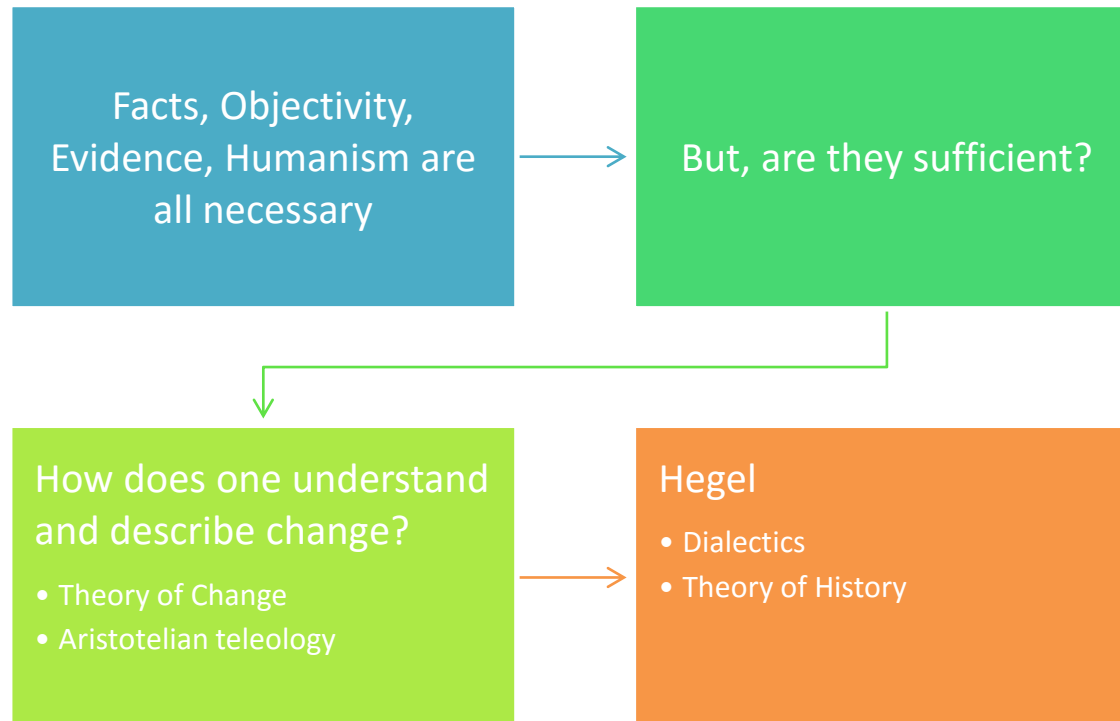 Facts, Objectivity,
Evidence, Humanism are
all necessary
But, are they sufficient?
How does one understand
and describe change?
• Theory of Change
• Aristotelian teleology
Hegel
• Dialectics
• Theory of History